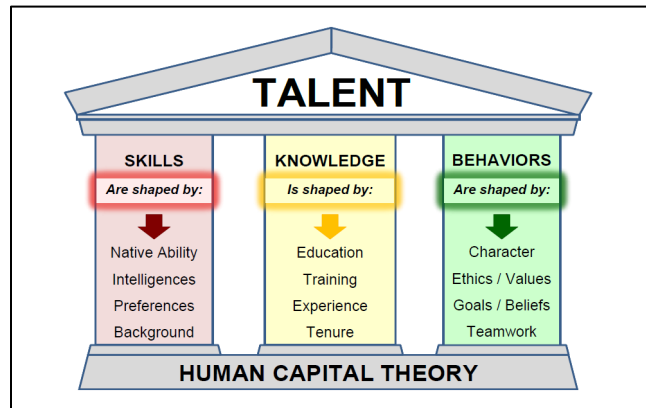 TALENT
SKILLS
Are shaped by:
Native Ability
Intelligences
Preferences
Background
KNOWLEDGE
Is shaped by:
Education
Training
Experience
Tenure
BEHAVIORS
Are shaped by:
Character
Ethics / Values
Goals / Beliefs
Teamwork
HUMAN CAPITAL THEORY